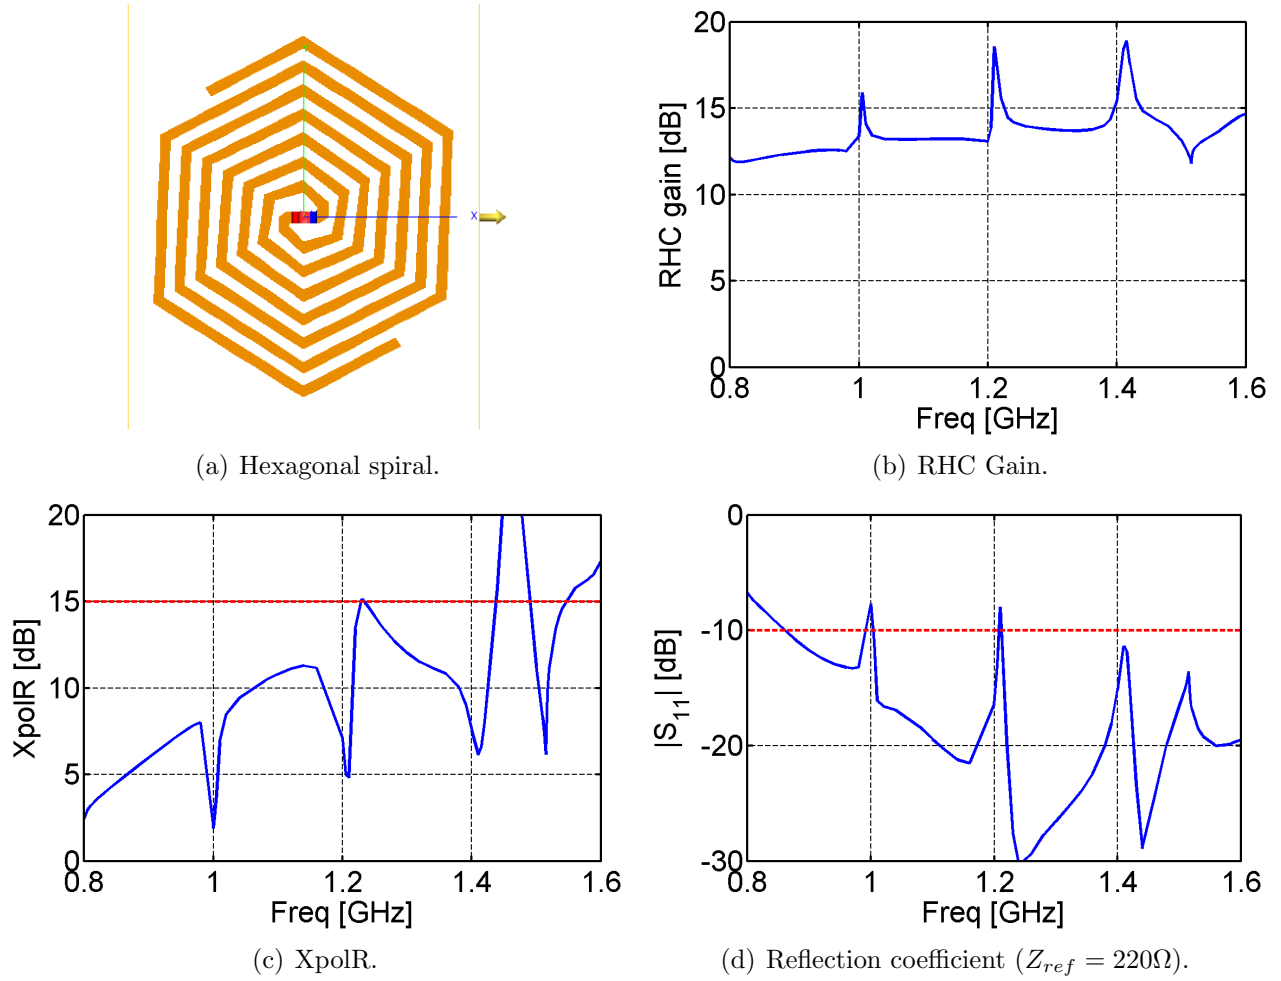 X
(a) Hexagonal spiral.
20
15
10
5
0
RHC gain [dB]
0.8
1
1.2
1.4
1.6
Freq [GHz]
(b) RHC Gain.
20
15
10
5
0
XpolR [dB]
0.8
1
1.2
1.4
1.6
Freq [GHz]
(c) XpolR.
0
-10
-20
-30
|S11| [dB]
0.8
1
1.2
1.4
1.6
Freq [GHz]
(d) Reflection coefficient (Zref = 220Ω).